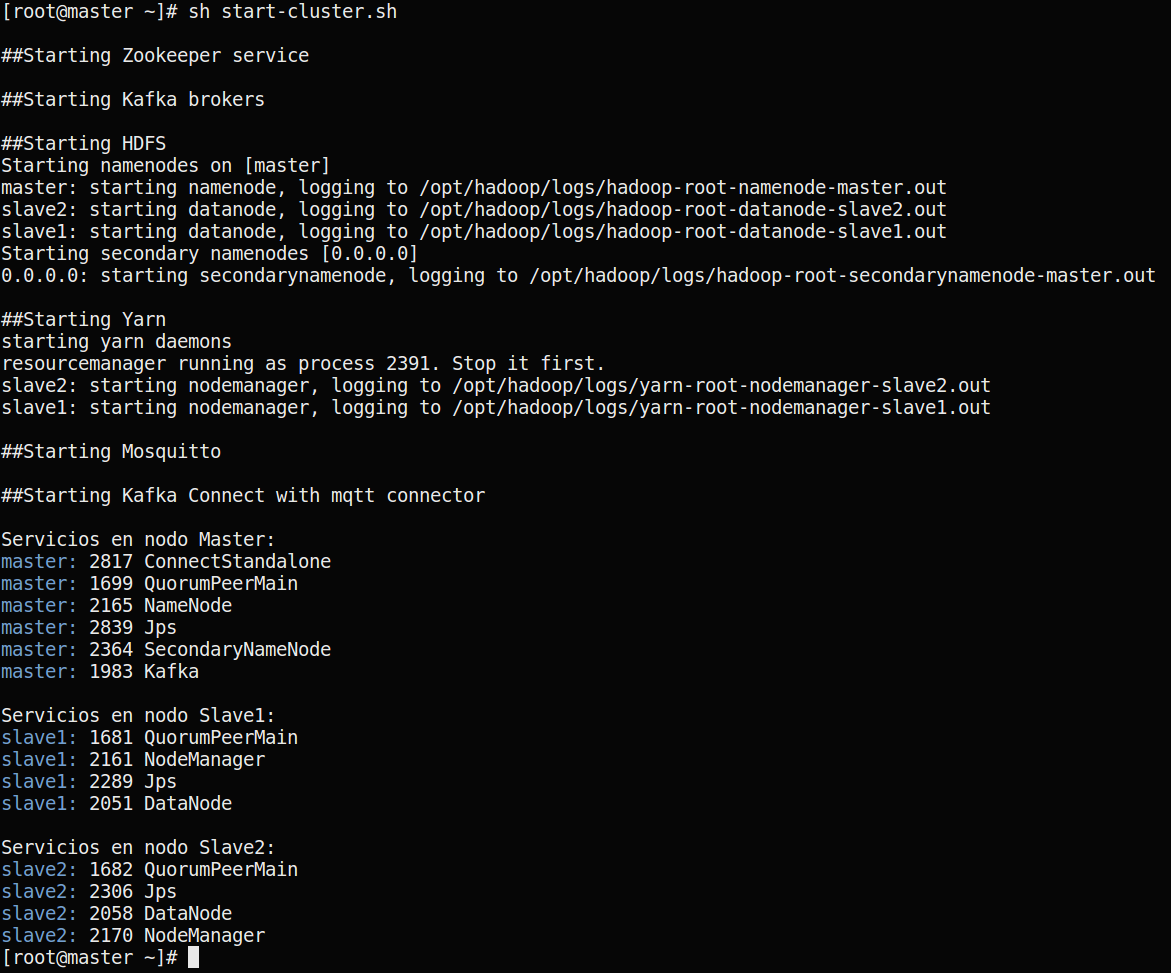 [root@master ~]# sh start-cluster.sh
##Starting Zookeeper service
##Starting Kafka brokers
##Starting HDFS
Starting namenodes on [master]
master: starting namenode, logging to /opt/hadoop/logs/hadoop-root-namenode-master.out
slave2: starting datanode, logging to /opt/hadoop/logs/hadoop-root-datanode-slave2.out
slave1: starting datanode, logging to /opt/hadoop/logs/hadoop-root-datanode-slave1.out
Starting secondary namenodes [0.0.0.0]
0.0.0.0: starting secondarynamenode, logging to /opt/hadoop/logs/hadoop-root-secondarynamenode-master.out
##Starting Yarn
starting yarn daemons
resourcemanager running as process 2391. Stop it first.
slave2: starting nodemanager, logging to /opt/hadoop/logs/yarn-root-nodemanager-slave2.out
slave1: starting nodemanager, logging to /opt/hadoop/logs/yarn-root-nodemanager-slave1.out
##Starting Mosquitto
##Starting Kafka Connect with mqtt connector
Servicios en nodo Master:
master: 2817 ConnectStandalone
master: 1699 QuorumPeerMain
master: 2165 NameNode
master: 2839 Jps
master: 2364 SecondaryNameNode
master: 1983 Kafka
Servicios en nodo Slave1:
slave1: 1681 QuorumPeerMain
slave1: 2161 NodeManager
slave1: 2289 Jps
slave1: 2051 DataNode
Servicios en nodo Slave2:
slave2: 1682 QuorumPeerMain
slave2: 2306 Jps
slave2: 2058 DataNode
slave2: 2170 NodeManager
[root@master ~]#